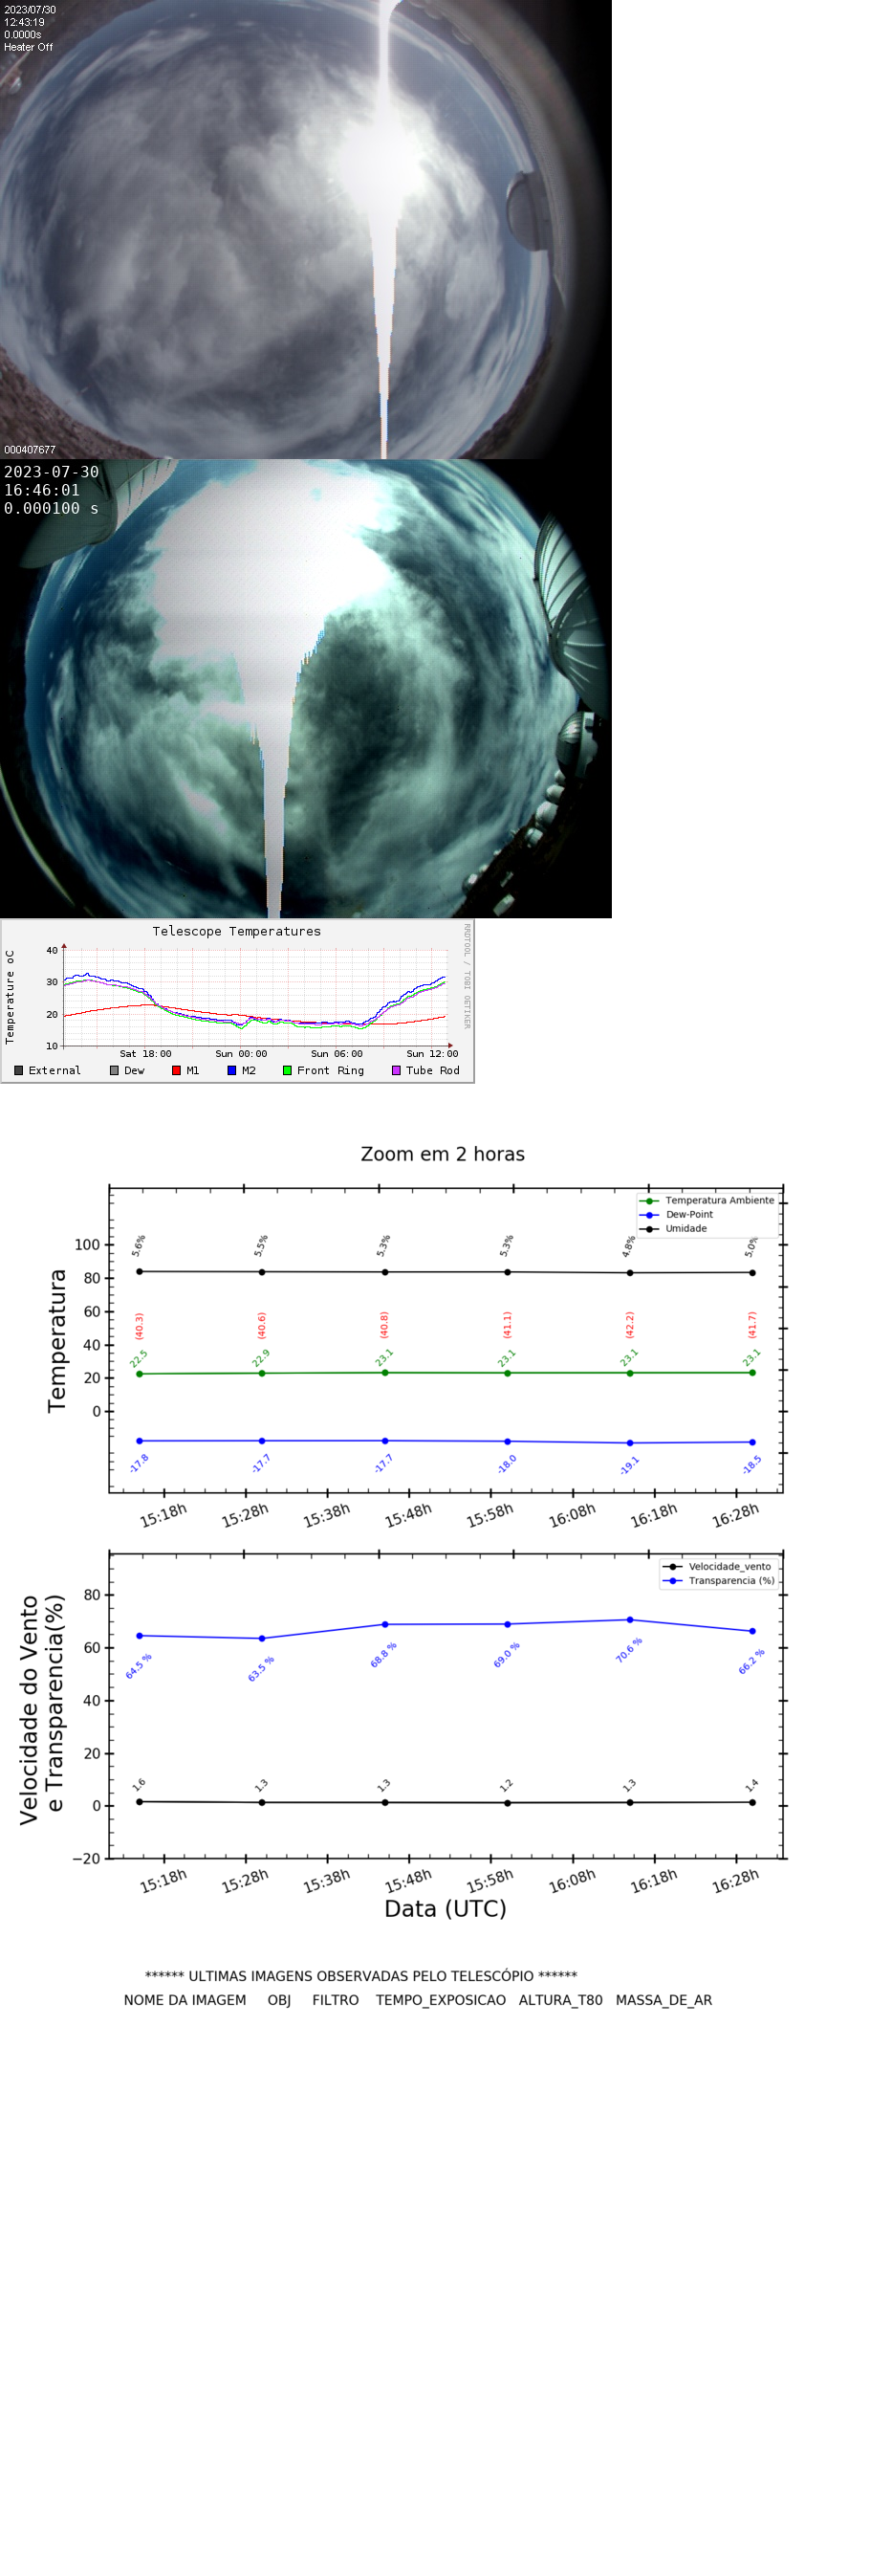 2023/07/30
12:43:19
0.0000s
Heater Off
000407677
2023-07-30
16:46:01
0.000100 s
Telescope Temperatures
RRDTOOL / TOBI OETIKER
Temperature oC
40
30
20
10
Sat 18:00 Sun 00:00 Sun 06:00 Sun 12:00
External Dew M1 M2 Front Ring Tube Rod
Zoom em 2 horas
Temperatura Ambiente
Dew-Point
Umidade
Temperatura
100
80
60
40
20
0
5.6% 5.5% 5.3% 5.3% 4.8% 5.0%
(40.3) (40.6) (40.8) (41.1) (42.2) (41.7)
22.5 22.9 23.1 23.1 23.1 23.1
-17.8 -17.7 -17.7 -18.0 -19.1 -18.5
15:18h 15:28h 15:38h 15:48h 15:58h 16:08h 16:18h 16:28h
Velocidade_vento
Transparencia (%)
Velocidade do Vento
e Transparencia(%)
80
60
40
20
0
−20
64.5 % 63.5 % 68.8 % 69.0 % 70.6 % 66.2 %
1.6 1.3 1.3 1.2 1.3 1.4
15:18h 15:28h 15:38h 15:48h 15:58h 16:08h 16:18h 16:28h
Data (UTC)
****** ULTIMAS IMAGENS OBSERVADAS PELO TELESCÓPIO ******
NOME DA IMAGEM OBJ FILTRO TEMPO_EXPOSICAO ALTURA_T80 MASSA_DE_AR